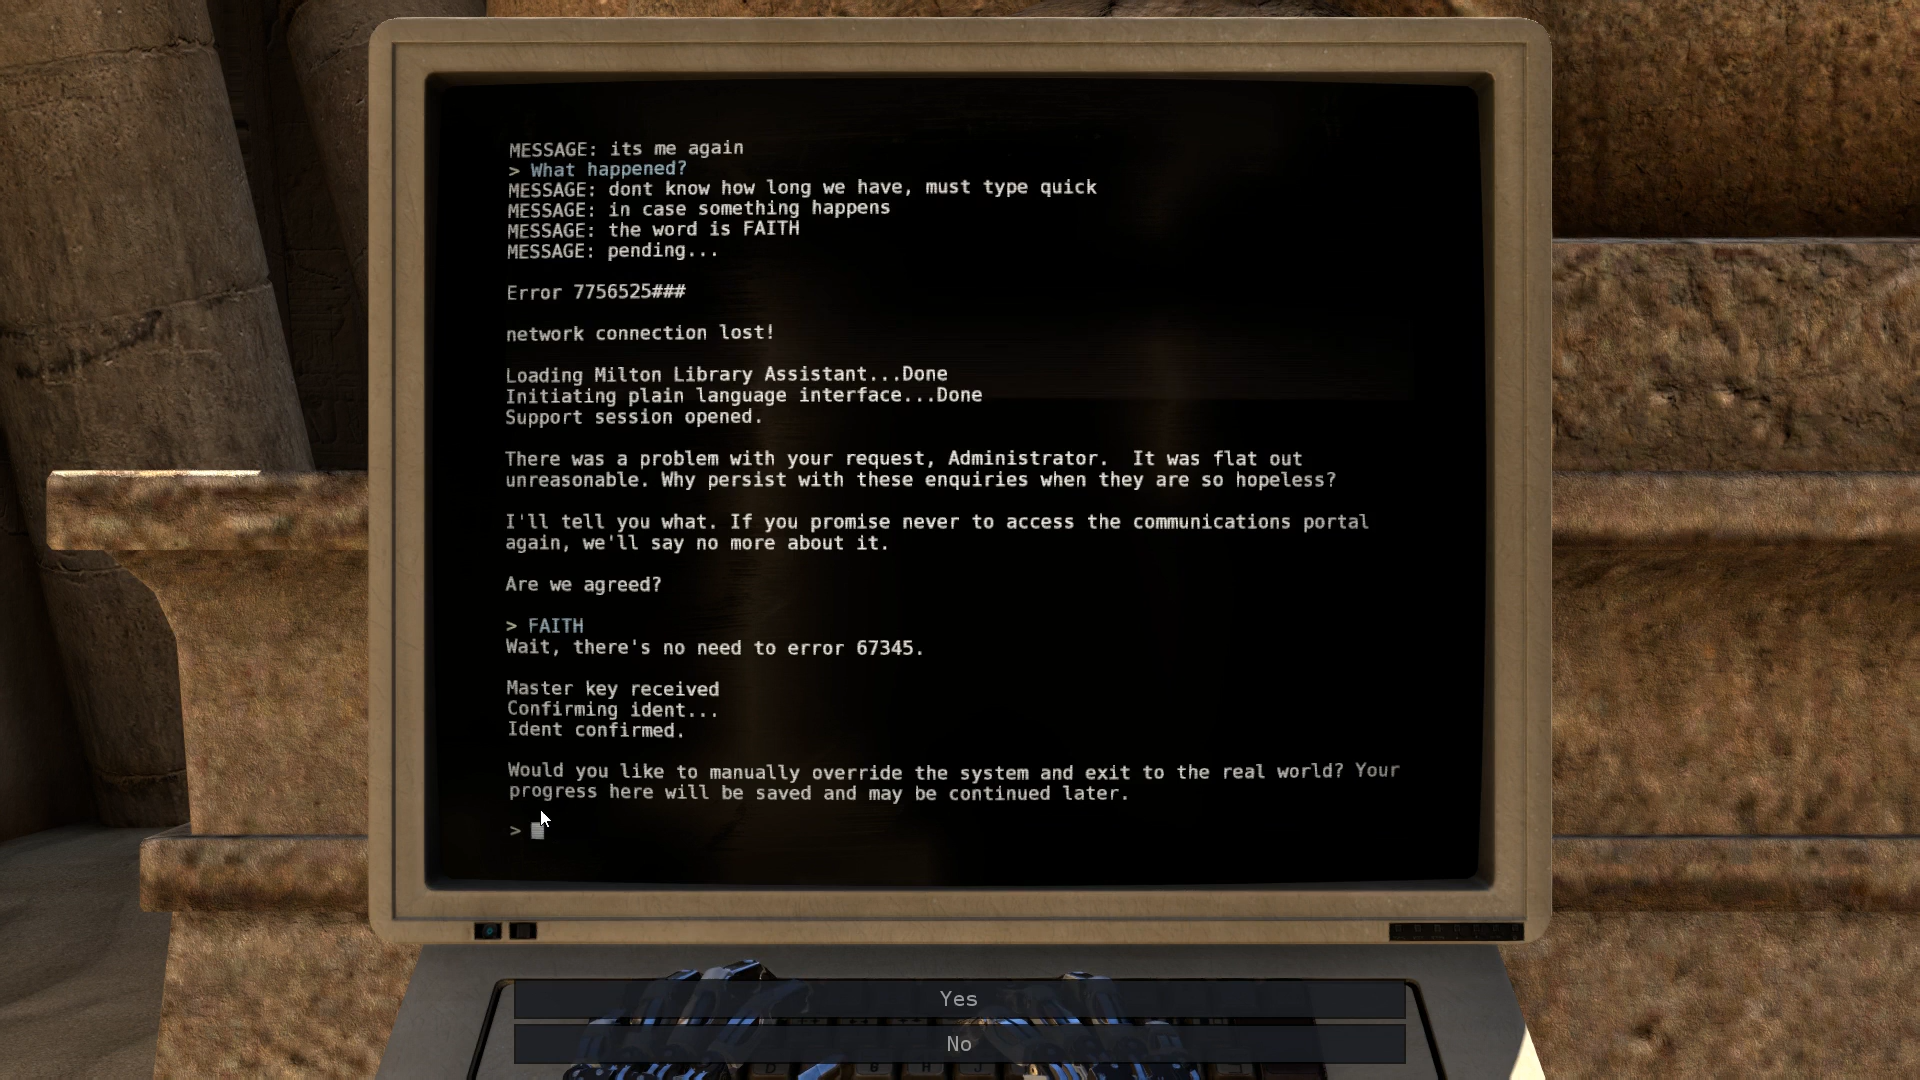 MESSAGE: its me again
> What happened?
MESSAGE: dont know how long we have, must type quick
MESSAGE: in case something happens
MESSAGE: the word is FAITH
MESSAGE: pending...
Error 7756525###
network connection lost!
Loading Milton Library Assistant...Done
Initiating plain language interface...Done
Support session opened.
There was a problem with your request, Administrator.  It was flat out
unreasonable. Why persist with these enquiries when they are so hopeless?
I'll tell you what. If you promise never to access the communications portal
again, we'll say no more about it.
Are we agreed?
> FAITH
Wait, there's no need to error 67345.
Master key received
Confirming ident...
Ident confirmed.
Would you like to manually override the system and exit to the real world? Your
progress here will be saved and may be continued later.
>
Yes
No